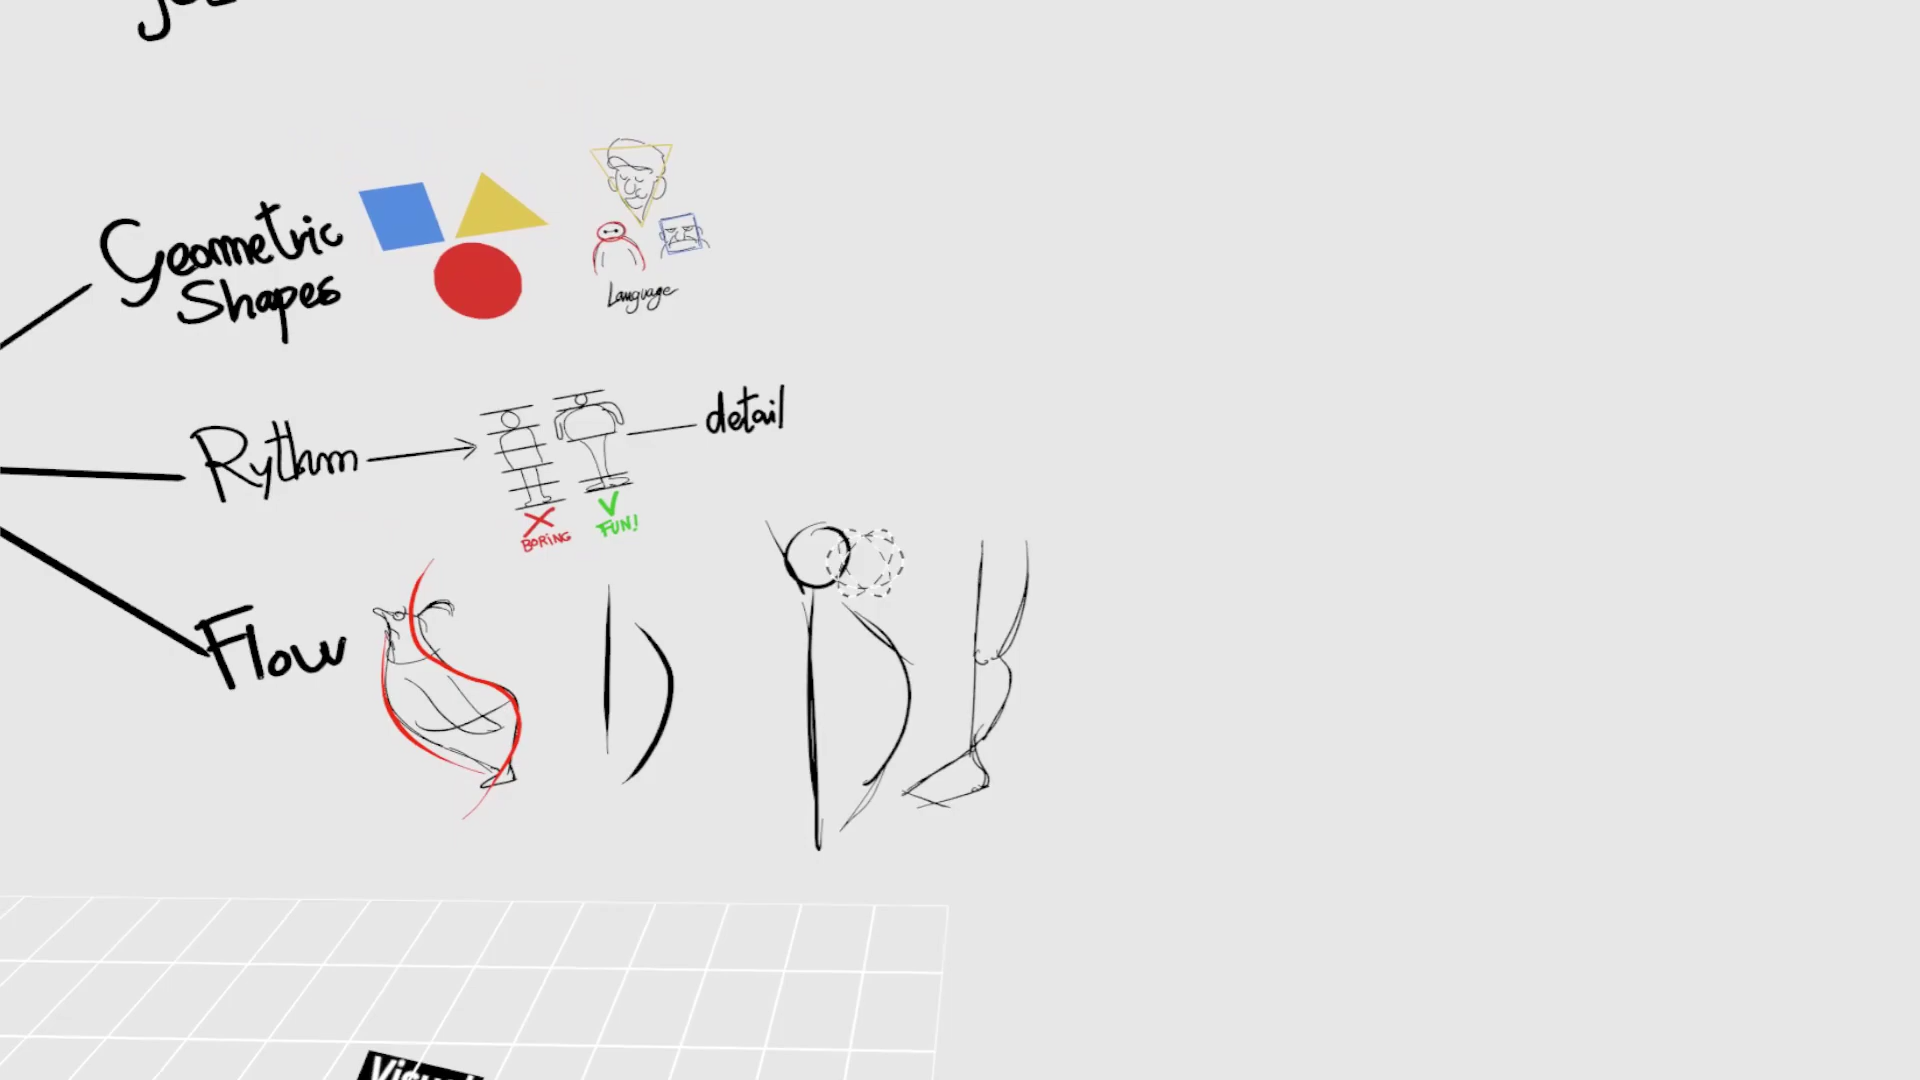 Geometric
Shapes
Language
Rythm
detail
BORING
FUN!
Flow